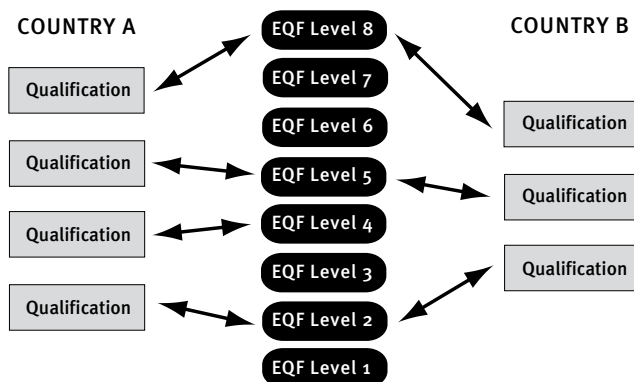 COUNTRY A
Qualification
Qualification
Qualification
Qualification
EQF Level 8
EQF Level 7
EQF Level 6
EQF Level 5
EQF Level 4
EQF Level 3
EQF Level 2
EQF Level 1
COUNTRY B
Qualification
Qualification
Qualification